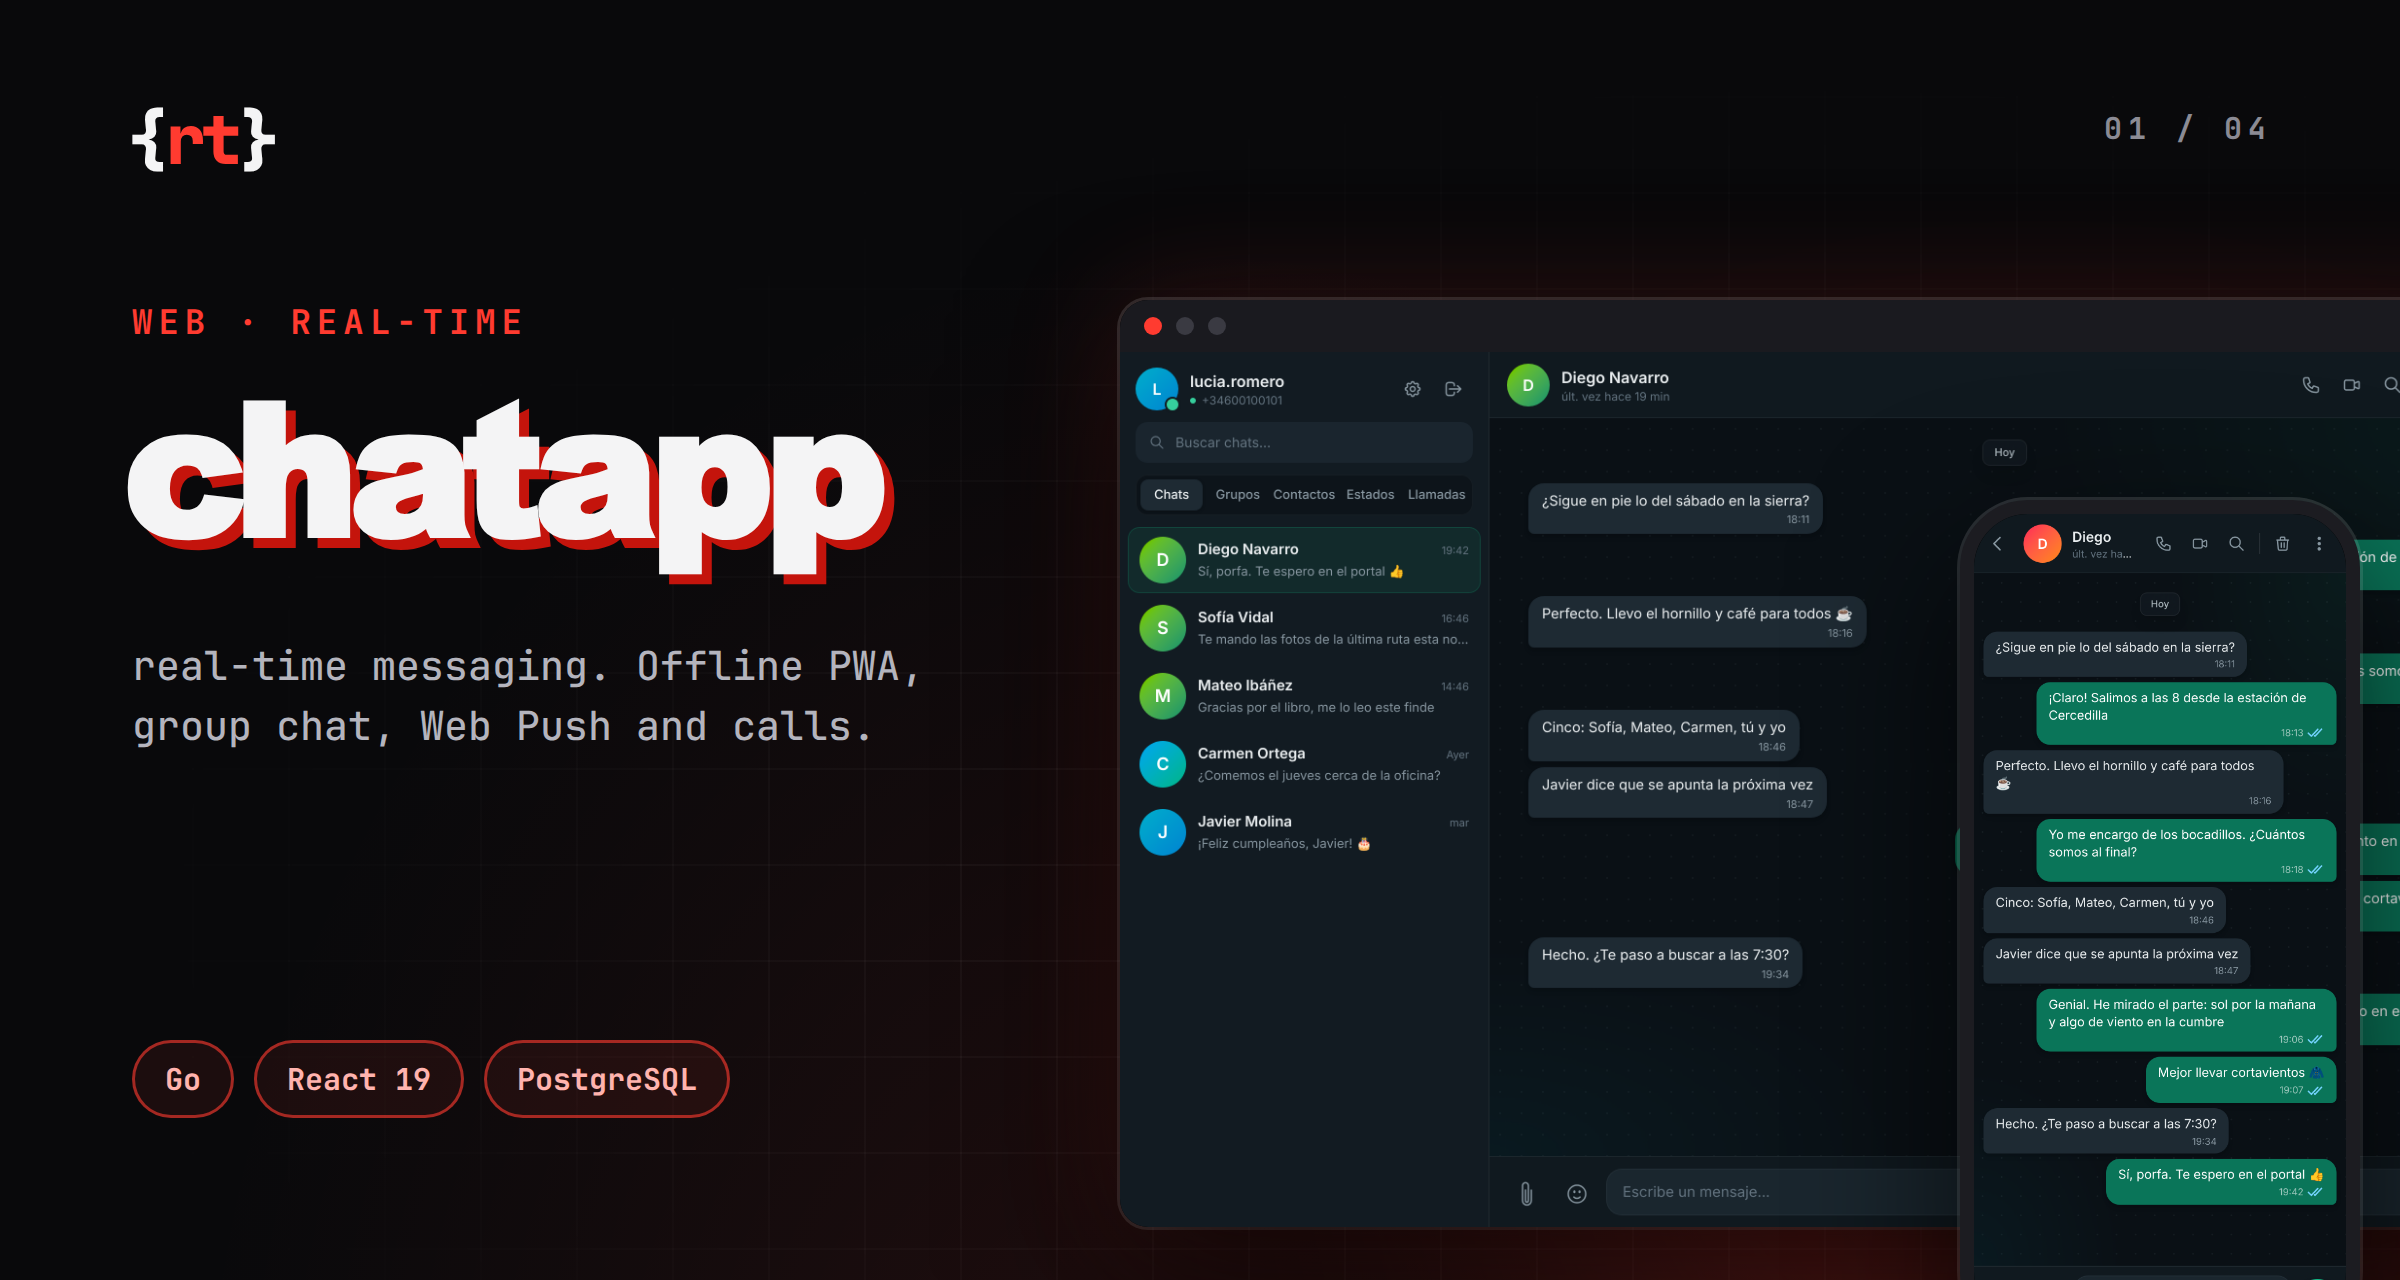 {rt}
01 / 04
WEB · REAL-TIME
chatapp
real-time messaging. Offline PWA,
group chat, Web Push and calls.
Go
React 19
PostgreSQL
L
lucia.romero
+34600100101
Buscar chats...
Chats Grupos Contactos Estados Llamadas
D
Diego Navarro 19:42
Sí, porfa. Te espero en el portal 👍
S
Sofía Vidal 16:46
Te mando las fotos de la última ruta esta no...
M
Mateo Ibáñez 14:46
Gracias por el libro, me lo leo este finde
C
Carmen Ortega Ayer
¿Comemos el jueves cerca de la oficina?
J
Javier Molina mar
¡Feliz cumpleaños, Javier! 🎂
D
Diego Navarro
últ. vez hace 19 min
Hoy
¿Sigue en pie lo del sábado en la sierra?
18:11
Perfecto. Llevo el hornillo y café para todos ☕
18:16
Cinco: Sofía, Mateo, Carmen, tú y yo
18:46
Javier dice que se apunta la próxima vez
18:47
Hecho. ¿Te paso a buscar a las 7:30?
19:34
Escribe un mensaje...
D
Diego
últ. vez ha...
Hoy
¿Sigue en pie lo del sábado en la sierra?
18:11
¡Claro! Salimos a las 8 desde la estación de
Cercedilla
18:13
Perfecto. Llevo el hornillo y café para todos
☕
18:16
Yo me encargo de los bocadillos. ¿Cuántos
somos al final?
18:18
Cinco: Sofía, Mateo, Carmen, tú y yo
18:46
Javier dice que se apunta la próxima vez
18:47
Genial. He mirado el parte: sol por la mañana
y algo de viento en la cumbre
19:06
Mejor llevar cortavientos 🧥
19:07
Hecho. ¿Te paso a buscar a las 7:30?
19:34
Sí, porfa. Te espero en el portal 👍
19:42